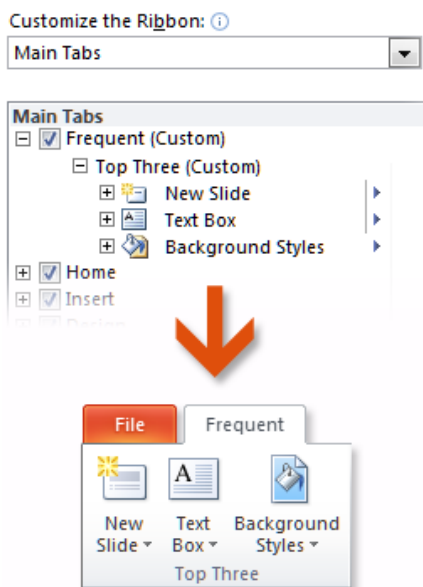 Customize the Ribbon:
Main Tabs
Main Tabs
Frequent (Custom)
Top Three (Custom)
New Slide
Text Box
Background Styles
Home
Insert
Design
File Frequent
New Text Background
Slide Box Styles
Top Three